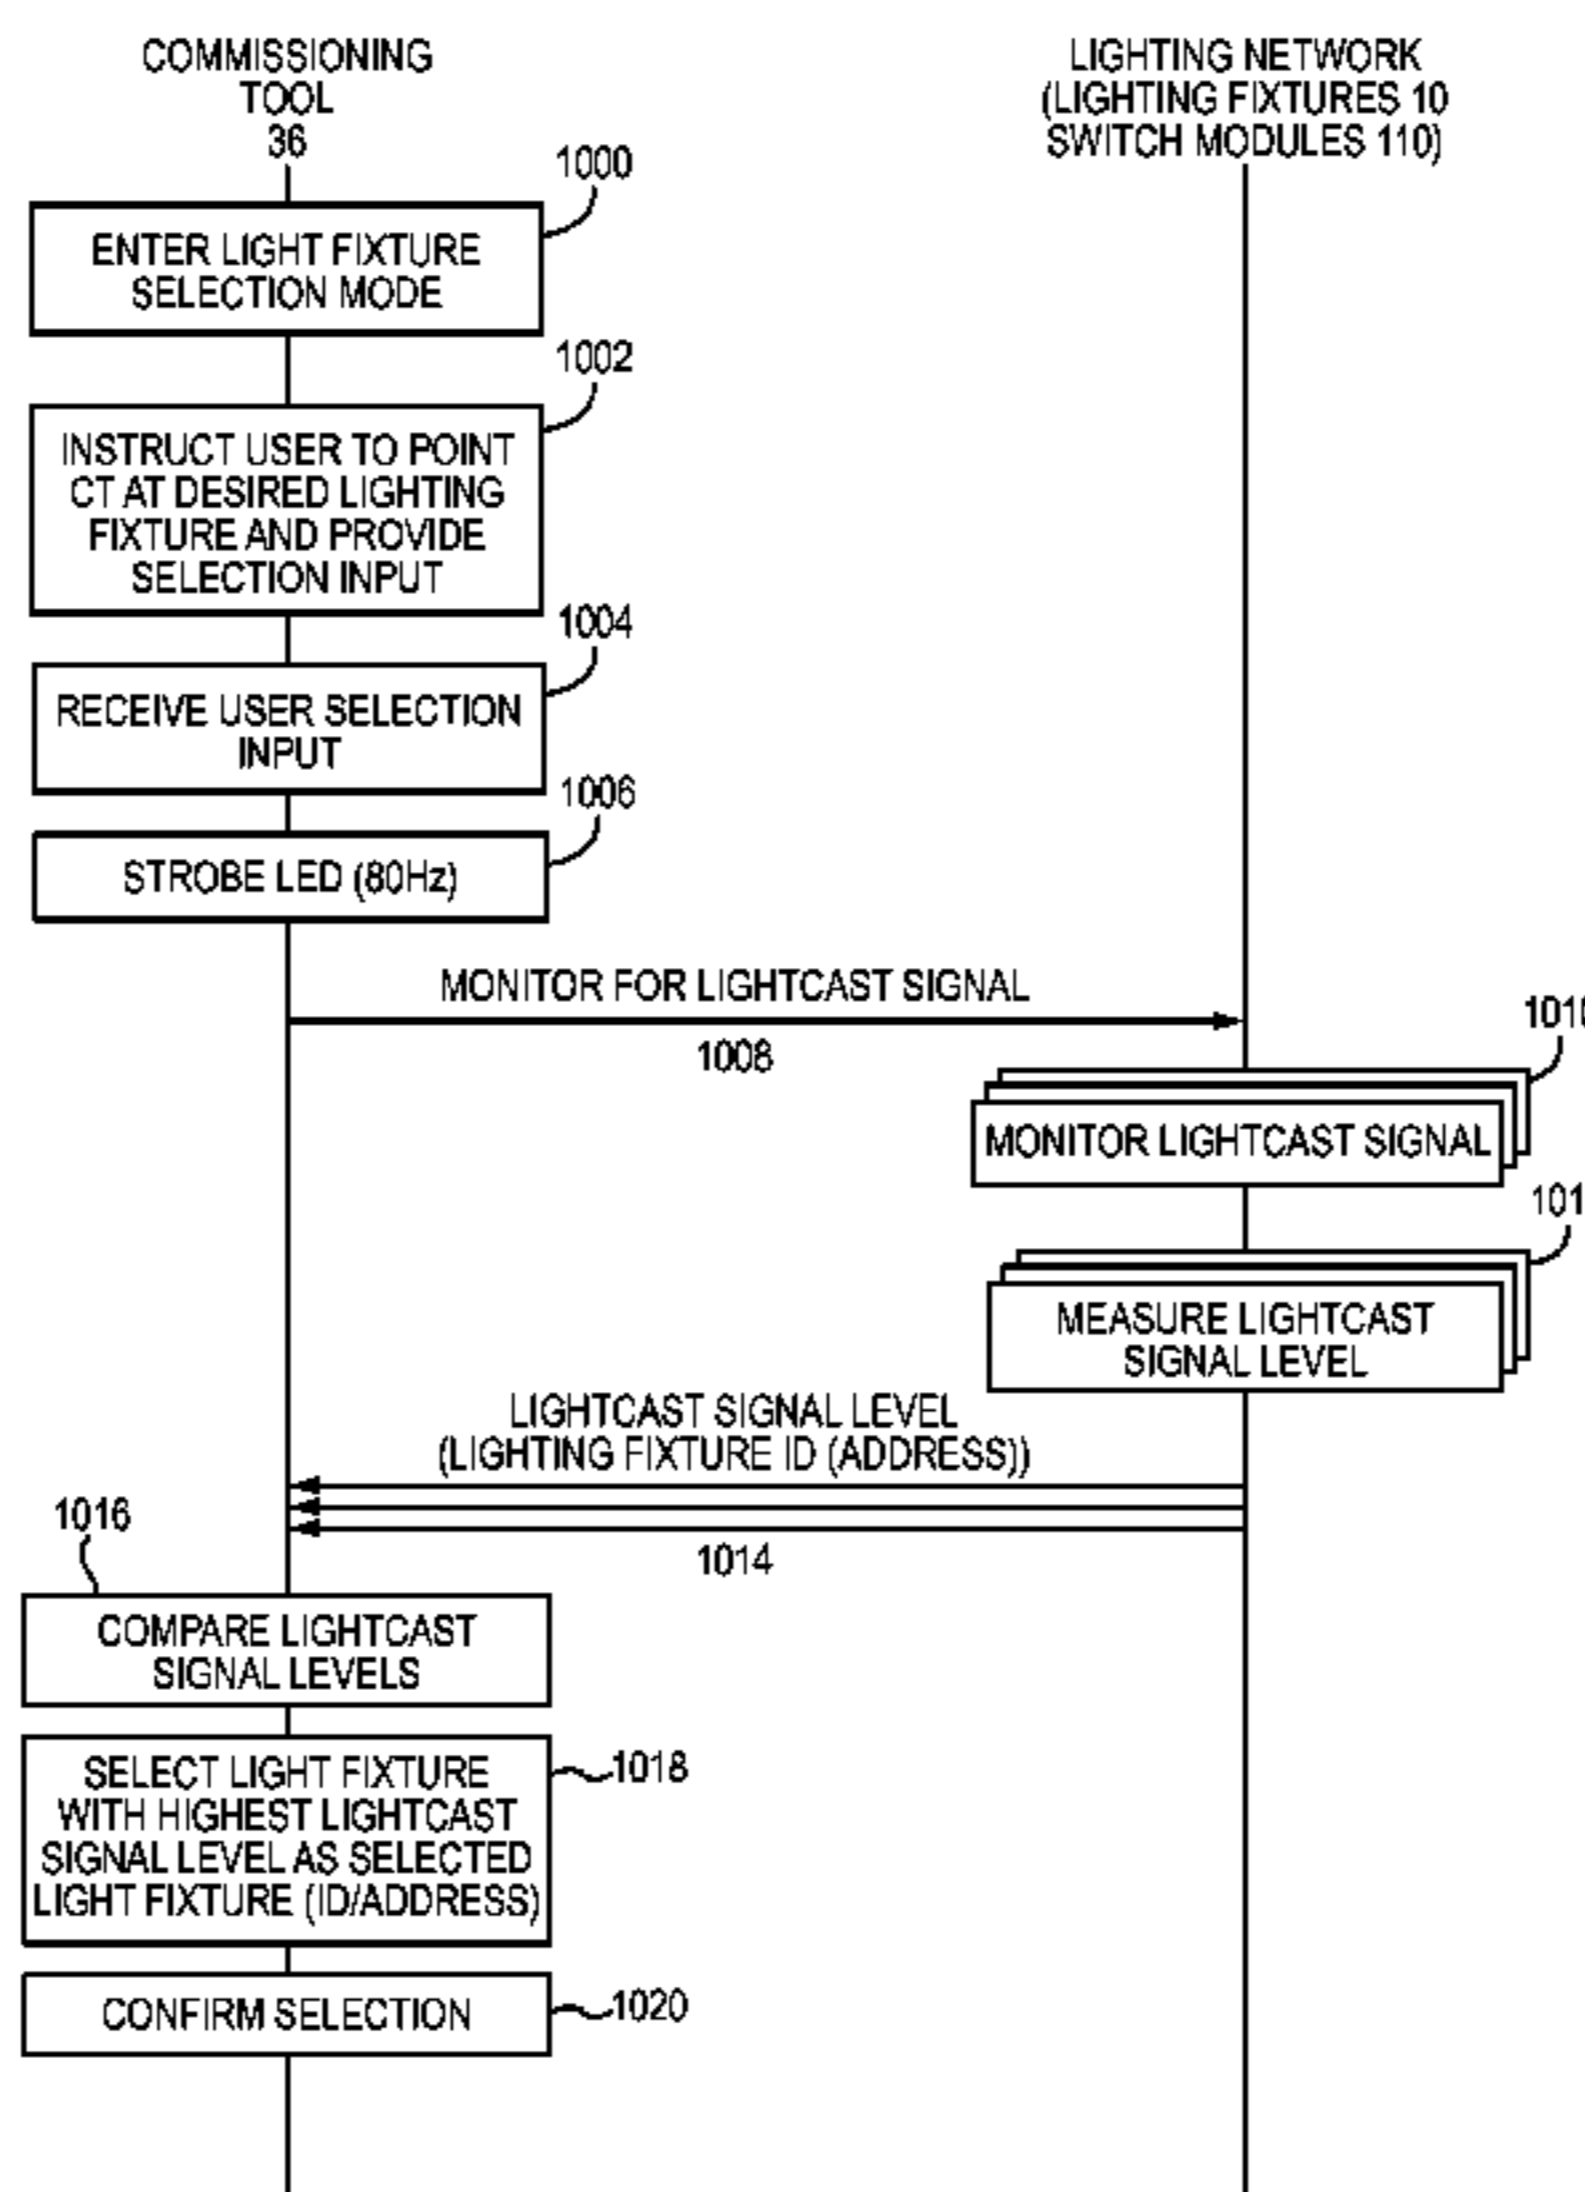 COMMISSIONING
TOOL
36
LIGHTING NETWORK
(LIGHTING FIXTURES 10
SWITCH MODULES 110)
1000
ENTER LIGHT FIXTURE
SELECTION MODE
1002
INSTRUCT USER TO POINT
CT AT DESIRED LIGHTING
FIXTURE AND PROVIDE
SELECTION INPUT
1004
RECEIVE USER SELECTION
INPUT
1006
STROBE LED (80Hz)
MONITOR FOR LIGHTCAST SIGNAL
1008
1010
MONITOR LIGHTCAST SIGNAL
101
MEASURE LIGHTCAST
SIGNAL LEVEL
LIGHTCAST SIGNAL LEVEL
(LIGHTING FIXTURE ID (ADDRESS))
1014
1016
COMPARE LIGHTCAST
SIGNAL LEVELS
SELECT LIGHT FIXTURE
WITH HIGHEST LIGHTCAST
SIGNAL LEVEL AS SELECTED
LIGHT FIXTURE (ID/ADDRESS)
1018
CONFIRM SELECTION
1020